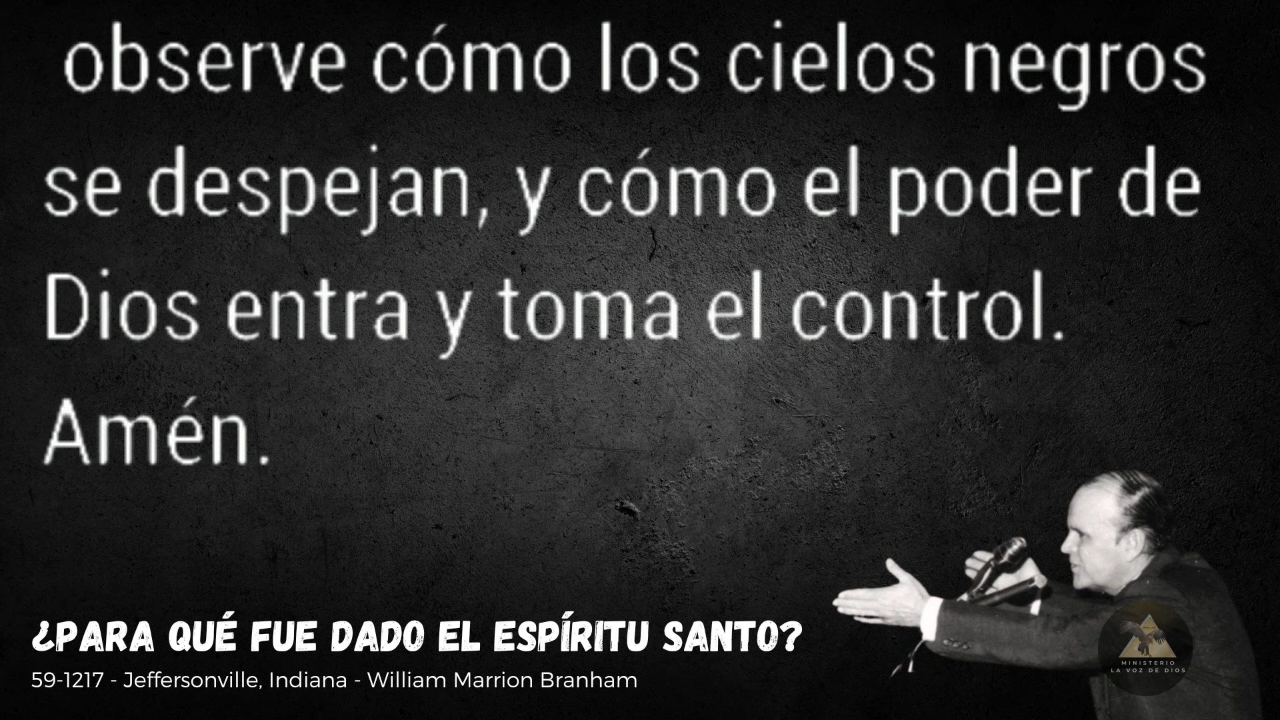 observe cómo los cielos negros
se despejan, y cómo el poder de
Dios entra y toma el control.
Amén.
¿PARA QUÉ FUE DADO EL ESPÍRITU SANTO?
59-1217 - Jeffersonville, Indiana - William Marrion Branham
MINISTERIO
LA VOZ DE DIOS